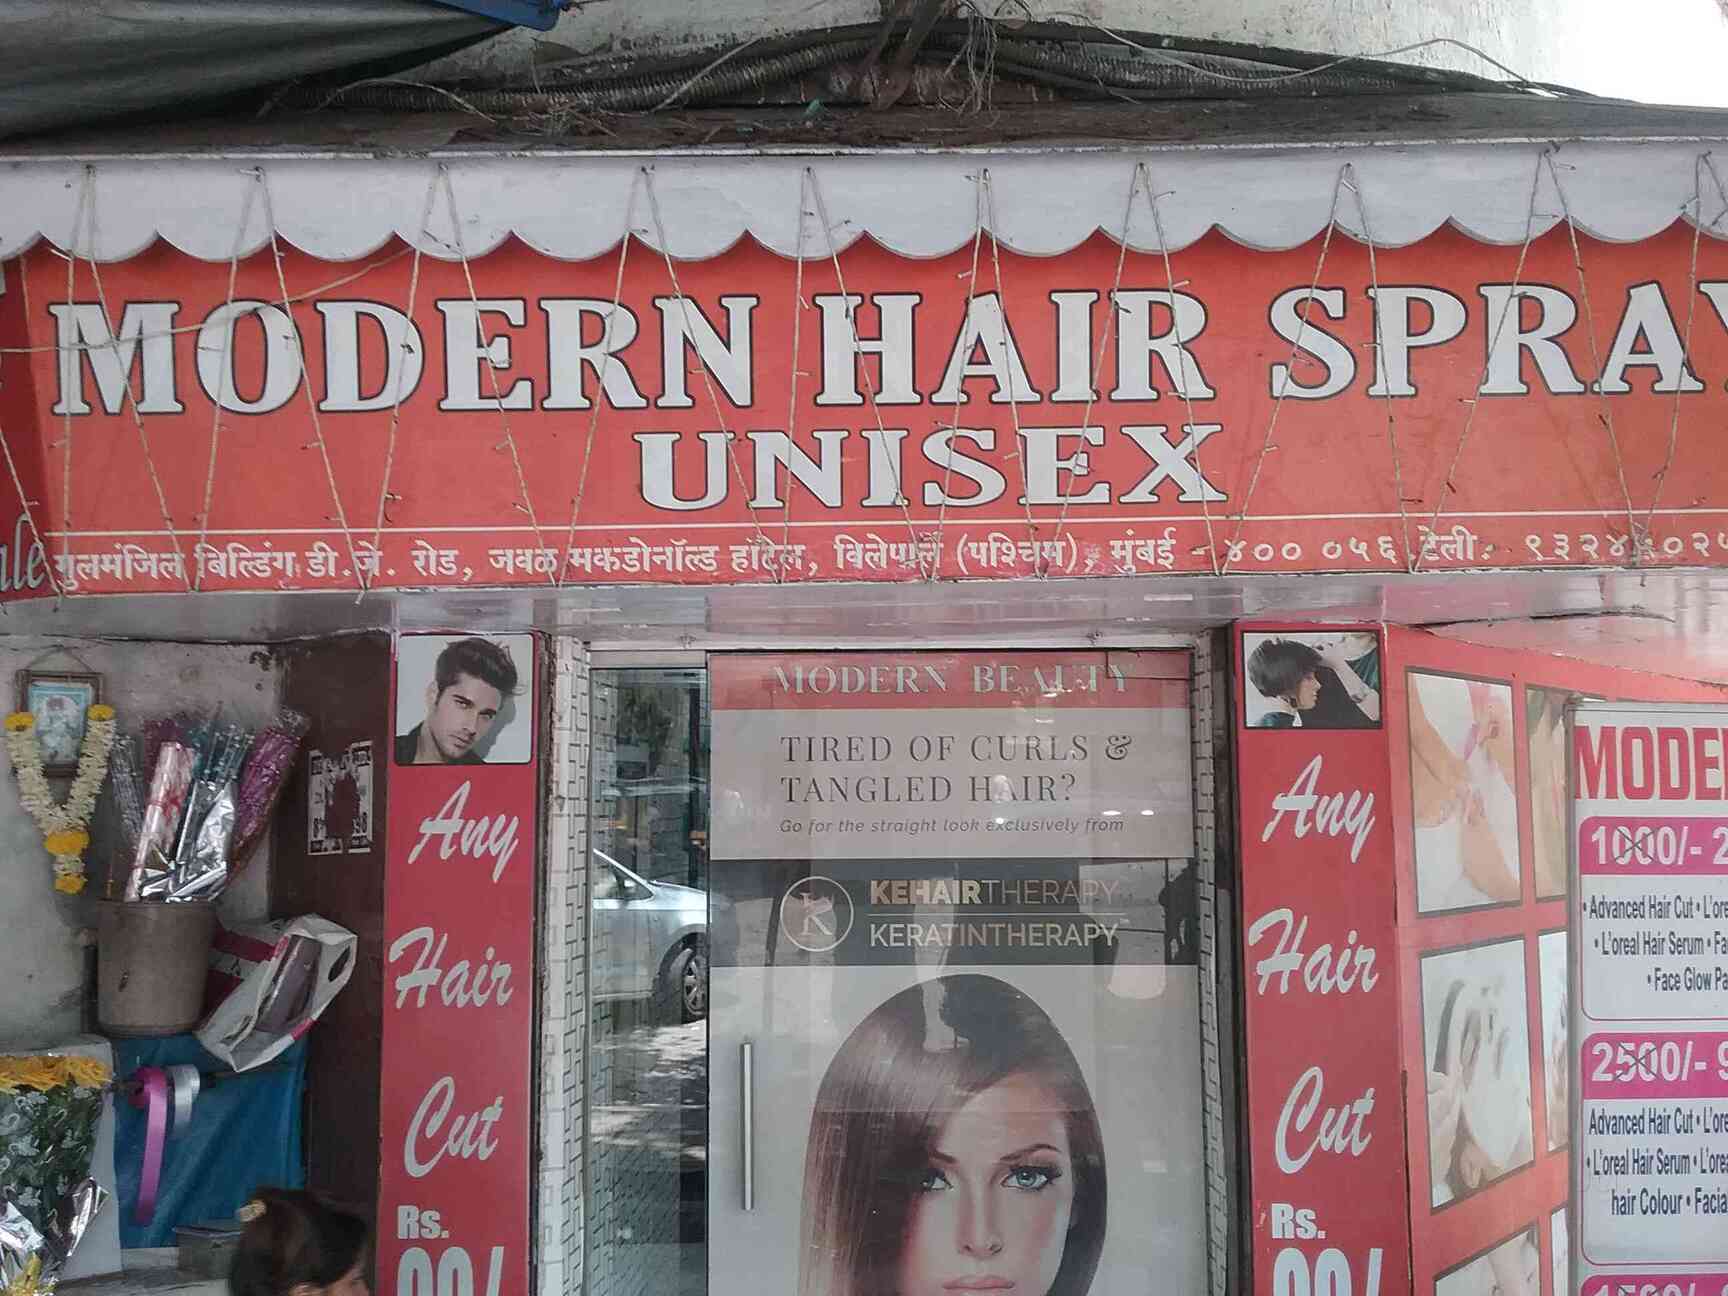 MODERN HAIR SPRAY
UNISEX
गुलमंजिल बिल्डिंग डी.जे. रोड, जवळ मकडोनॉल्ड हॉटेल, विलेपार्ले (पश्चिम), मुंबई - ४०० ०५६ टेली.
MODERN BEAUTY
TIRED OF CURLS &
TANGLED HAIR?
Go for the straight look exclusively from
K
KEHAIRTHERAPY
KERATINTHERAPY
Any
Hair
Cut
Rs.
Any
Hair
Cut
Rs.
1000/-
• Advanced Hair Cut •
• L'oreal Hair Serum •
• Face Glow
2500/-
Advanced Hair Cut •
• L'oreal Hair Serum •
hair Colour •